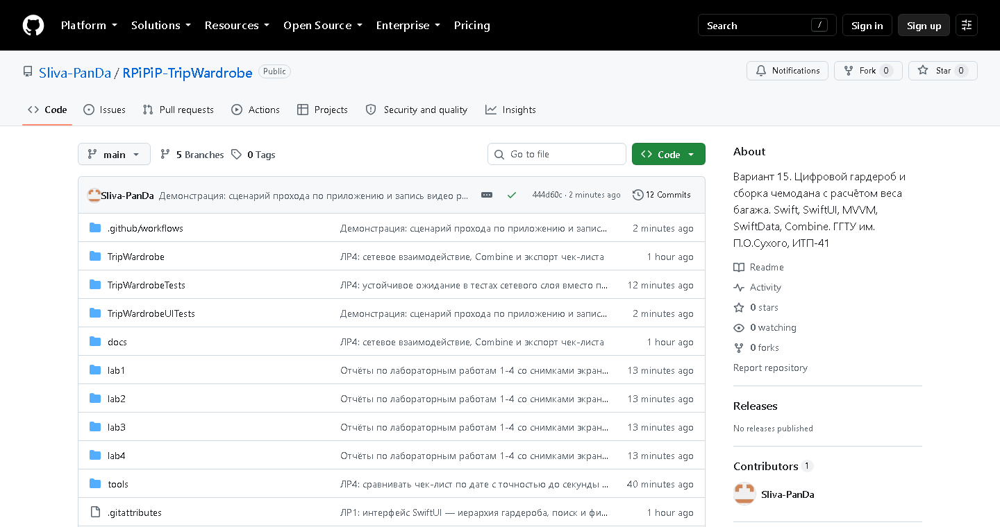 Platform Solutions Resources Open Source Enterprise Pricing Search / Sign in Sign up
Sliva-PanDa / RPiPiP-TripWardrobe Public Notifications Fork 0 Star 0
Code Issues Pull requests Actions Projects Security and quality Insights
main 5 Branches 0 Tags Go to file Code
Sliva-PanDa Демонстрация: сценарий прохода по приложению и запись видео р... 444d60c · 2 minutes ago 12 Commits
.github/workflows Демонстрация: сценарий прохода по приложению и запис... 2 minutes ago
TripWardrobe ЛР4: сетевое взаимодействие, Combine и экспорт чек-листа 1 hour ago
TripWardrobeTests ЛР4: устойчивое ожидание в тестах сетевого слоя вместо п... 12 minutes ago
TripWardrobeUITests Демонстрация: сценарий прохода по приложению и запис... 2 minutes ago
docs ЛР4: сетевое взаимодействие, Combine и экспорт чек-листа 1 hour ago
lab1 Отчёты по лабораторным работам 1-4 со снимками экран... 13 minutes ago
lab2 Отчёты по лабораторным работам 1-4 со снимками экран... 13 minutes ago
lab3 Отчёты по лабораторным работам 1-4 со снимками экран... 13 minutes ago
lab4 Отчёты по лабораторным работам 1-4 со снимками экран... 13 minutes ago
tools ЛР4: сравнивать чек-лист по дате с точностью до секунды ... 40 minutes ago
.gitattributes ЛР1: интерфейс SwiftUI — иерархия гардероба, поиск и фи... 1 hour ago
About
Вариант 15. Цифровой гардероб и
сборка чемодана с расчётом веса
багажа. Swift, SwiftUI, MVVM,
SwiftData, Combine. ГГТУ им.
П.О.Сухого, ИТП-41
Readme
Activity
0 stars
0 watching
0 forks
Report repository
Releases
No releases published
Contributors 1
Sliva-PanDa